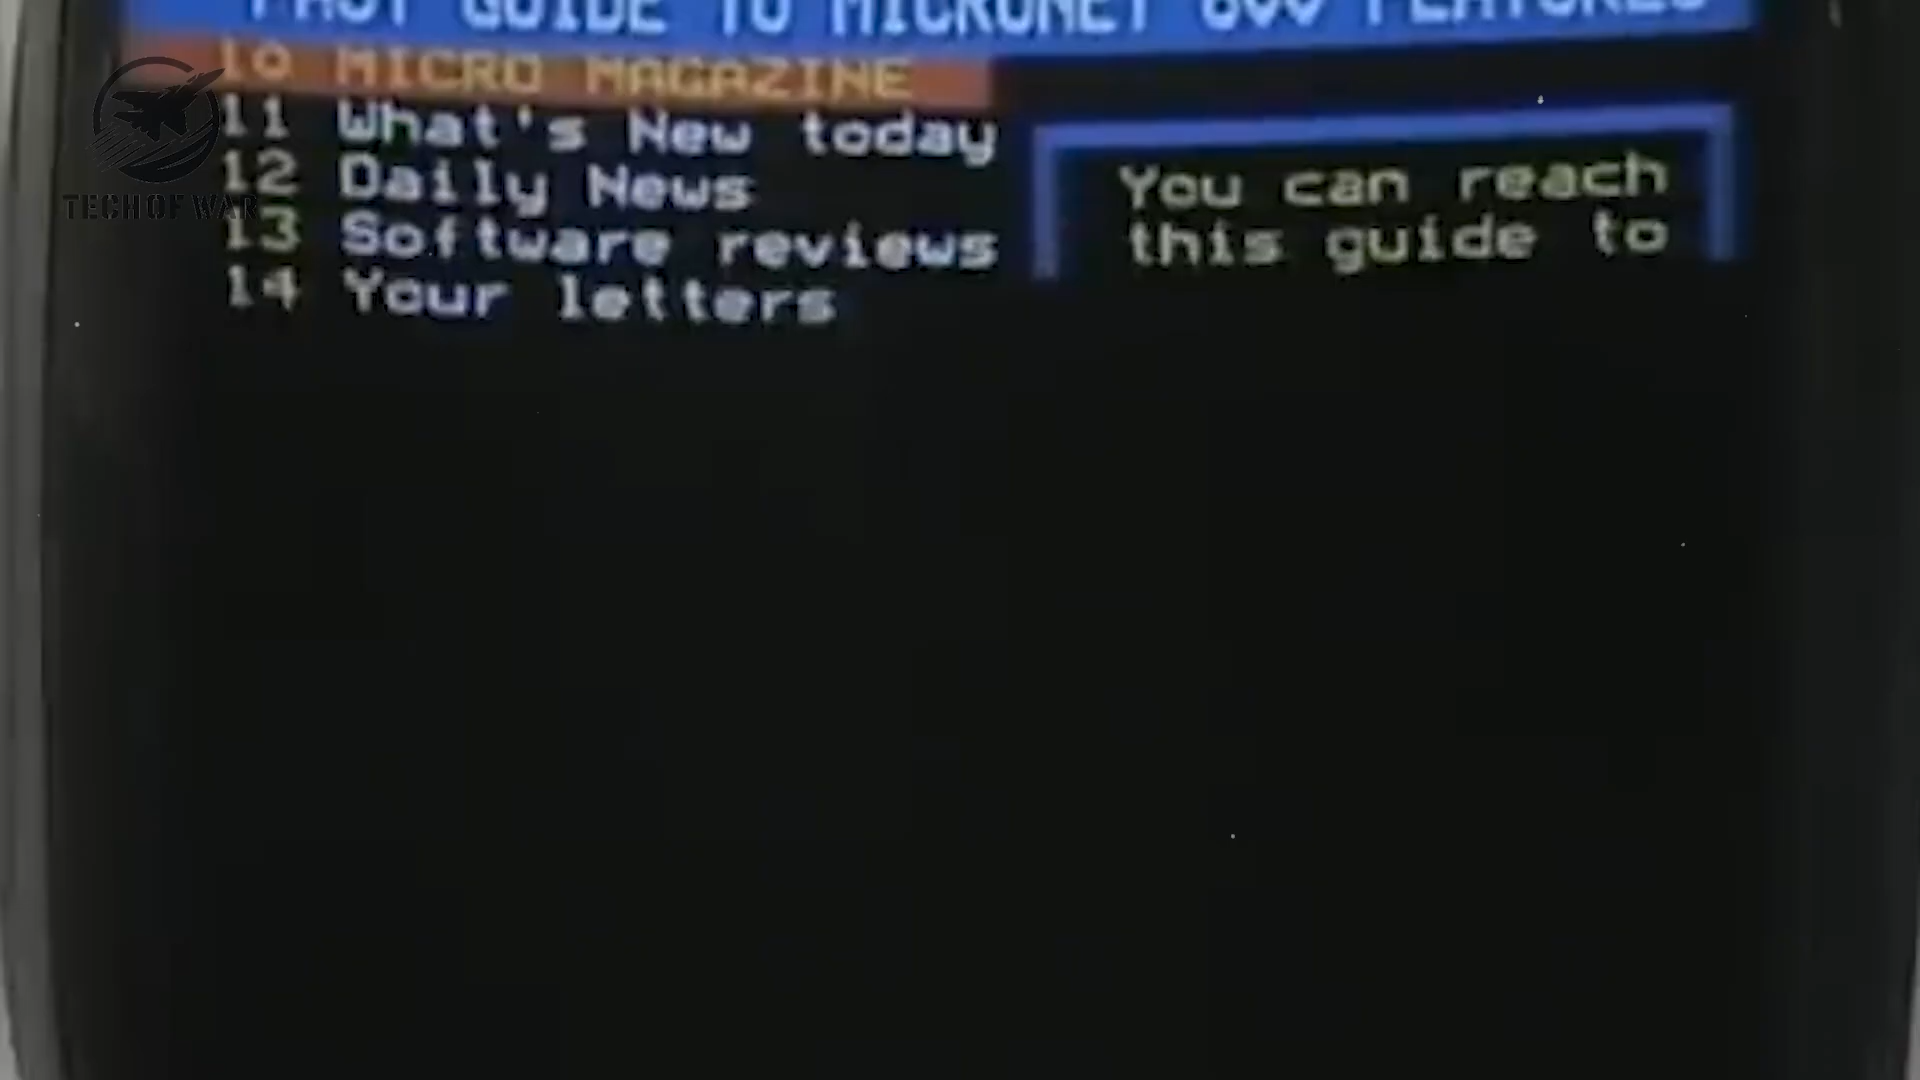 FAST GUIDE TO MICRONET 800 FEATURES
10 MICRO MAGAZINE
11 What's New today
12 Daily News
13 Software reviews
14 Your letters
You can reach
this guide to
TECH OF WAR